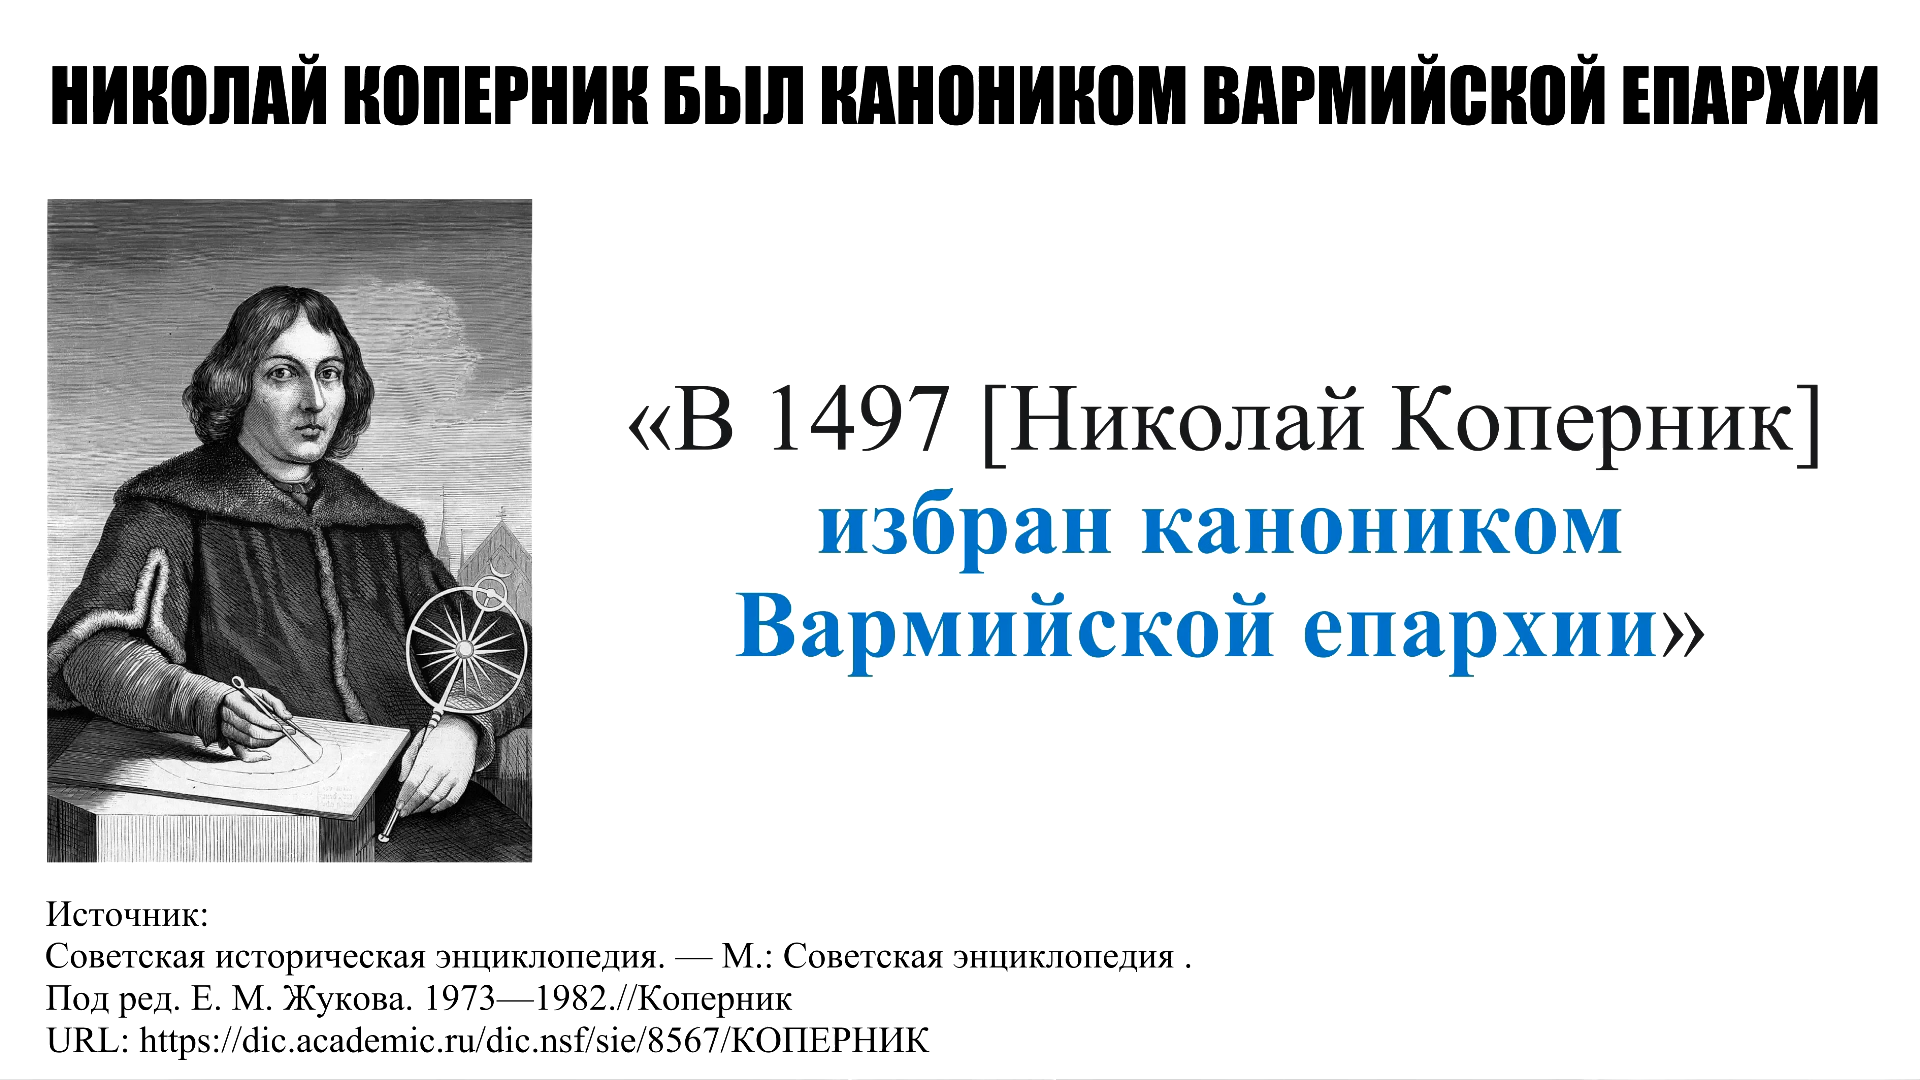 НИКОЛАЙ КОПЕРНИК БЫЛ КАНОНИКОМ ВАРМИЙСКОЙ ЕПАРХИИ
«В 1497 [Николай Коперник]
избран каноником
Вармийской епархии»
Источник:
Советская историческая энциклопедия. — М.: Советская энциклопедия .
Под ред. Е. М. Жукова. 1973—1982.//Коперник
URL: https://dic.academic.ru/dic.nsf/sie/8567/КОПЕРНИК